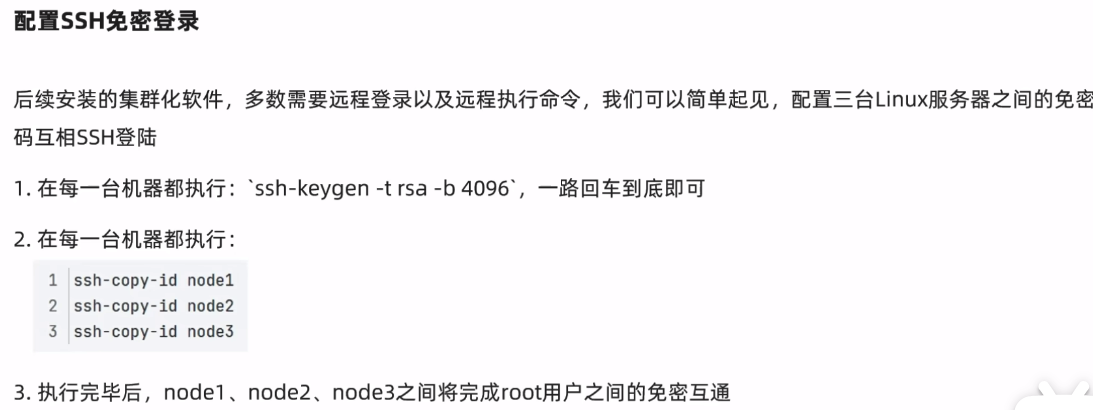 配置SSH免密登录
后续安装的集群化软件，多数需要远程登录以及远程执行命令，我们可以简单起见，配置三台Linux服务器之间的免密
码互相SSH登陆
1. 在每一台机器都执行：`ssh-keygen -t rsa -b 4096`，一路回车到底即可
2. 在每一台机器都执行：
1 ssh-copy-id node1
2 ssh-copy-id node2
3 ssh-copy-id node3
3. 执行完毕后，node1、node2、node3之间将完成root用户之间的免密互通